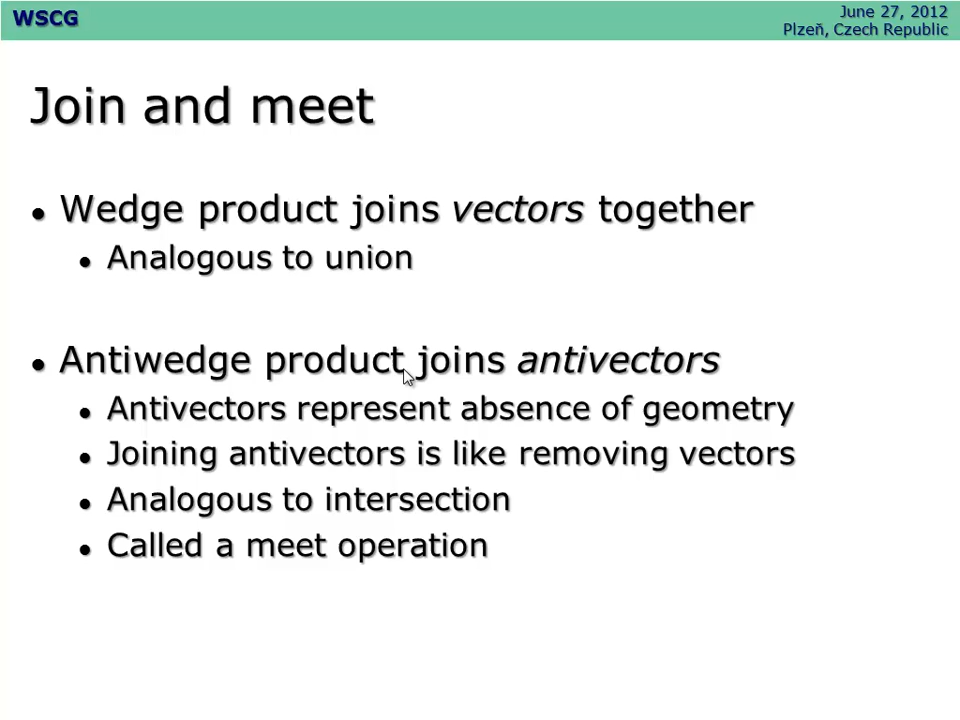 WSCG
June 27, 2012
Plzeň, Czech Republic
Join and meet
● Wedge product joins vectors together
● Analogous to union
● Antiwedge product joins antivectors
● Antivectors represent absence of geometry
● Joining antivectors is like removing vectors
● Analogous to intersection
● Called a meet operation